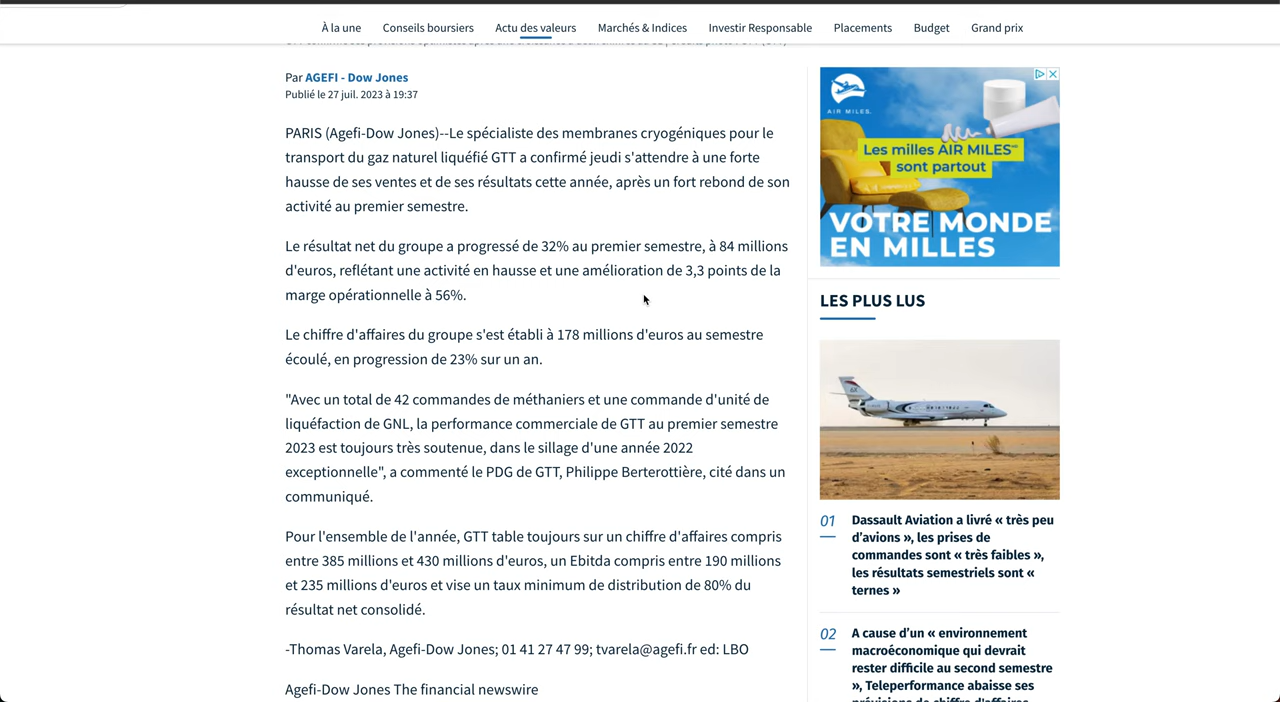 À la une
Conseils boursiers
Actu des valeurs
Marchés & Indices
Investir Responsable
Placements
Budget
Grand prix
Par AGEFI - Dow Jones
Publié le 27 juil. 2023 à 19:37
PARIS (Agefi-Dow Jones)--Le spécialiste des membranes cryogéniques pour le
transport du gaz naturel liquéfié GTT a confirmé jeudi s'attendre à une forte
hausse de ses ventes et de ses résultats cette année, après un fort rebond de son
activité au premier semestre.
Le résultat net du groupe a progressé de 32% au premier semestre, à 84 millions
d'euros, reflétant une activité en hausse et une amélioration de 3,3 points de la
marge opérationnelle à 56%.
Le chiffre d'affaires du groupe s'est établi à 178 millions d'euros au semestre
écoulé, en progression de 23% sur un an.
"Avec un total de 42 commandes de méthaniers et une commande d'unité de
liquéfaction de GNL, la performance commerciale de GTT au premier semestre
2023 est toujours très soutenue, dans le sillage d'une année 2022
exceptionnelle", a commenté le PDG de GTT, Philippe Berterottière, cité dans un
communiqué.
Pour l'ensemble de l'année, GTT table toujours sur un chiffre d'affaires compris
entre 385 millions et 430 millions d'euros, un Ebitda compris entre 190 millions
et 235 millions d'euros et vise un taux minimum de distribution de 80% du
résultat net consolidé.
-Thomas Varela, Agefi-Dow Jones; 01 41 27 47 99; tvarela@agefi.fr ed: LBO
Agefi-Dow Jones The financial newswire
AIR MILES.
Les milles AIR MILES
sont partout
VOTRE MONDE
EN MILLES
LES PLUS LUS
01
Dassault Aviation a livré « très peu
d'avions », les prises de
commandes sont « très faibles »,
les résultats semestriels sont «
ternes »
02
A cause d'un « environnement
macroéconomique qui devrait
rester difficile au second semestre
», Teleperformance abaisse ses
prévisions de chiffre d'affaires